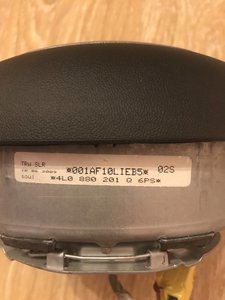 TRW SLR
*001AF10LIEB5* 02S
*4L0 880 201 Q 6PS*